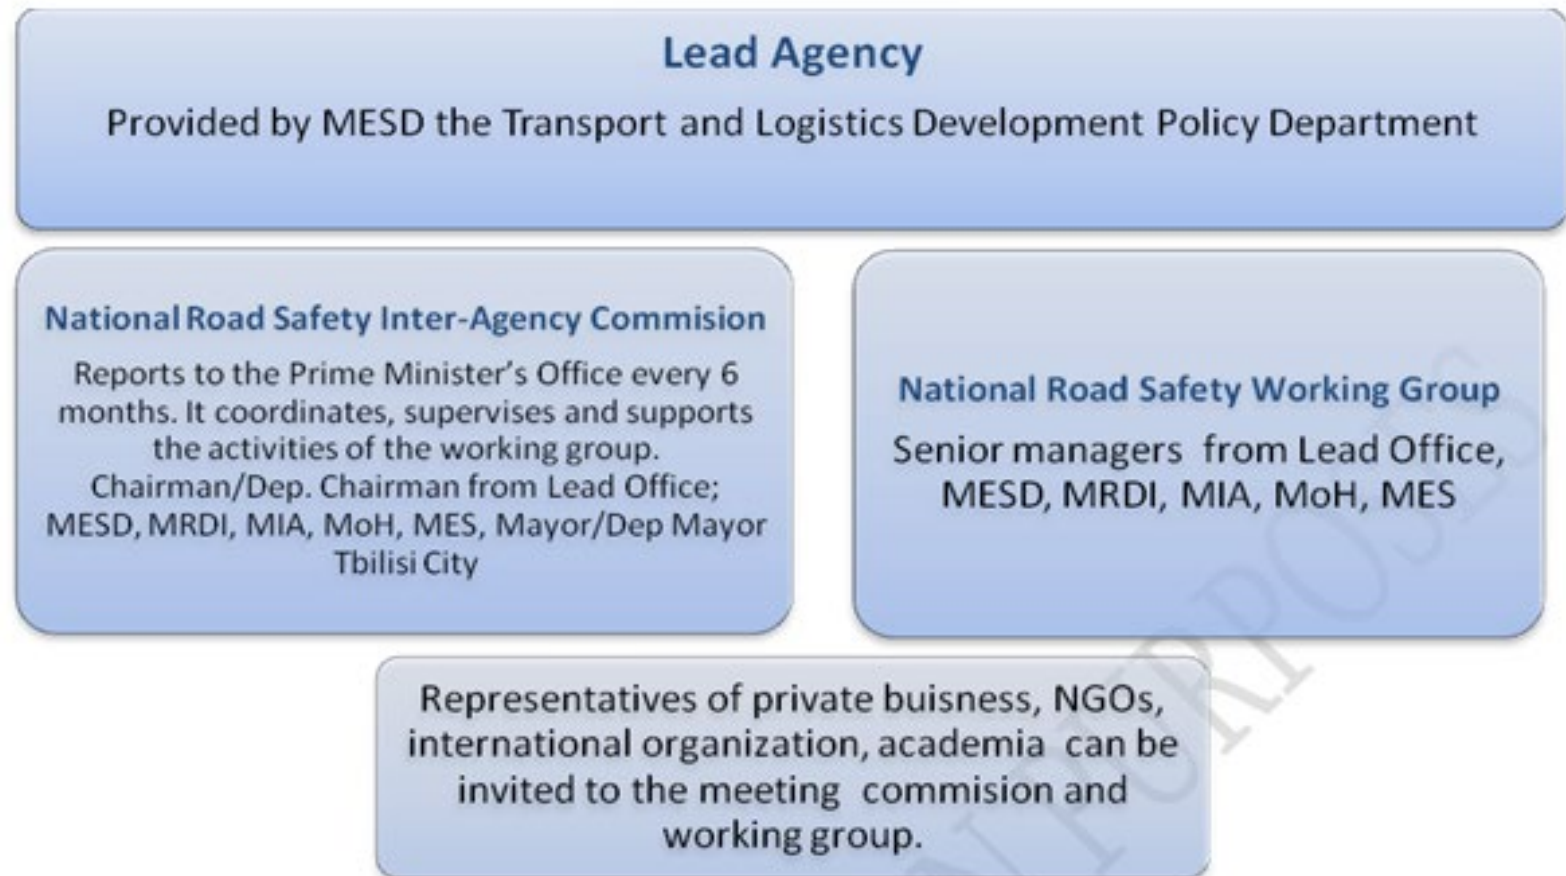 Lead Agency
Provided by MESD the Transport and Logistics Development Policy Department
National Road Safety Inter-Agency Commision
Reports to the Prime Minister's Office every 6
months. It coordinates, supervises and supports
the activities of the working group.
Chairman/Dep. Chairman from Lead Office;
MESD, MRDI, MIA, MoH, MES, Mayor/Dep Mayor
Tbilisi City
National Road Safety Working Group
Senior managers from Lead Office,
MESD, MRDI, MIA, MoH, MES
Representatives of private buisness, NGOs,
international organization, academia can be
invited to the meeting commision and
working group.
PURPOSES